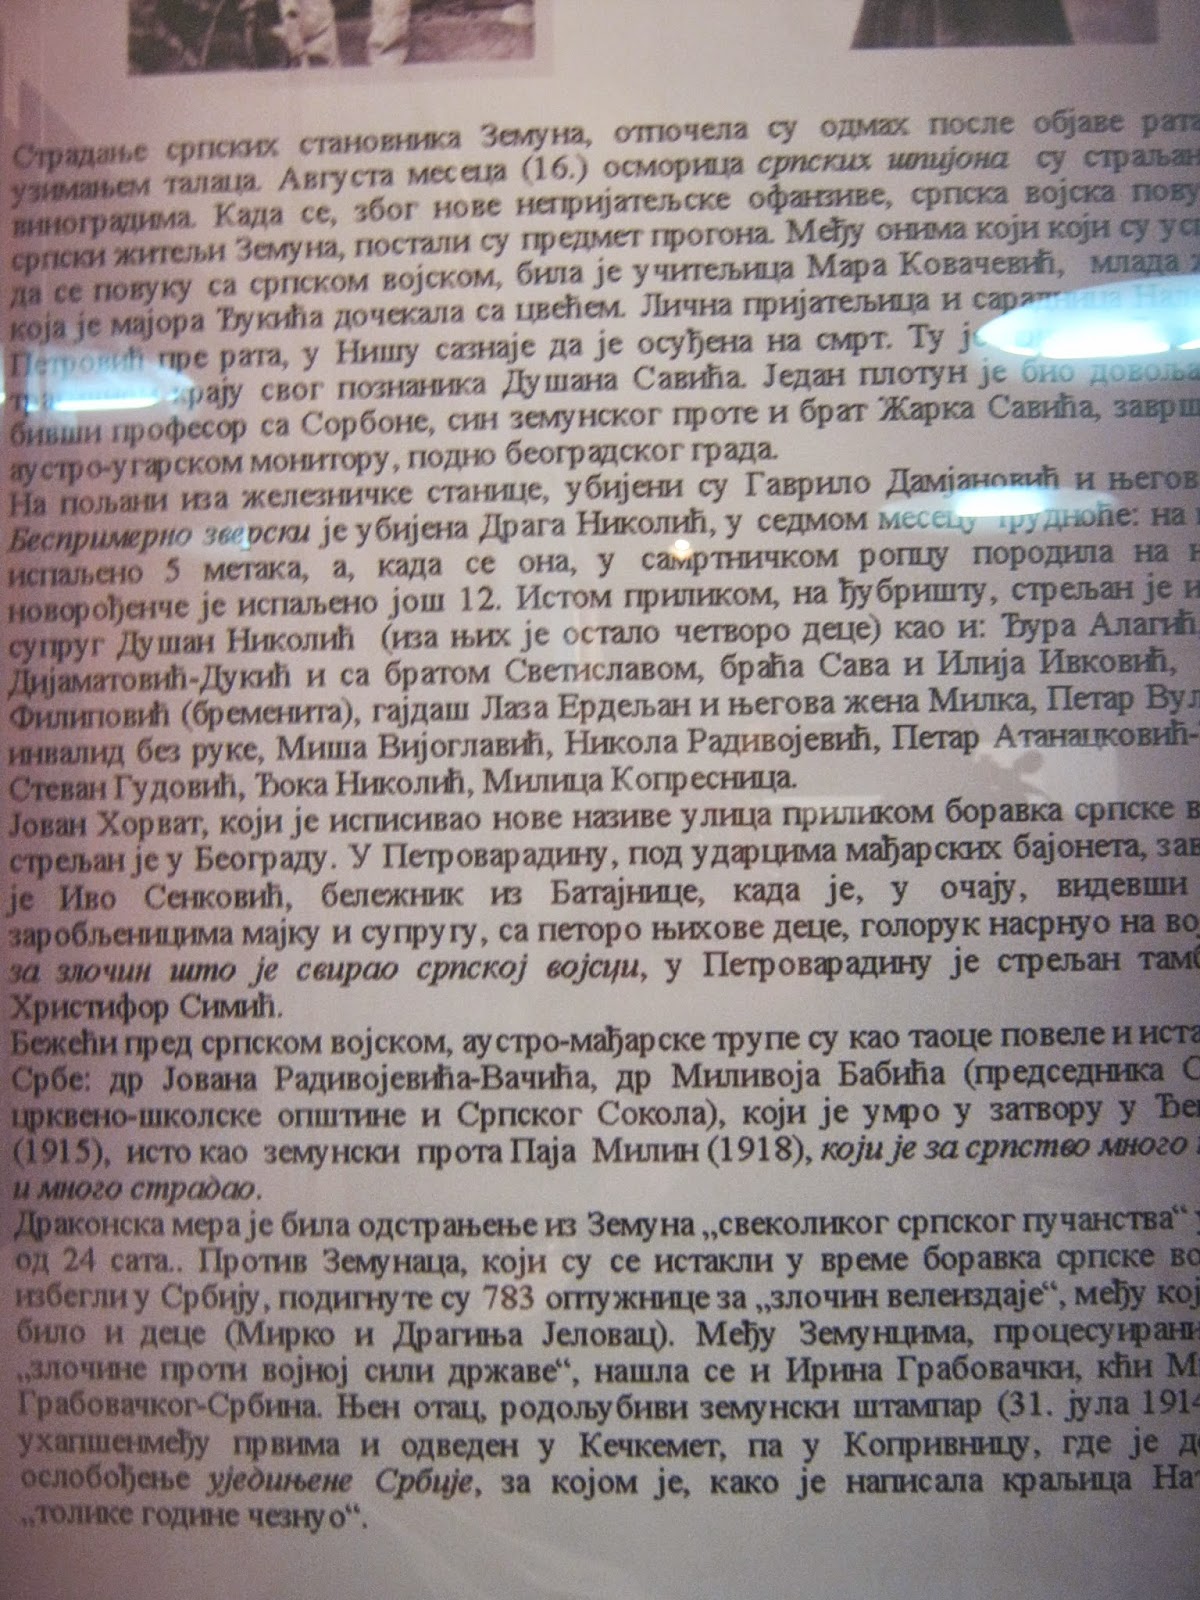 Страдање српских становника Земуна, отпочела су одмах после објаве рата
узимањем талаца. Августа месеца (16.) осморица српских шпијона су
виноградима. Када се, због нове непријатељске офанзиве, српска војска
српски житељи Земуна, постали су предмет прогона. Међу онима који који су
да се повуку са српском војском, била је учитељица Мара Ковачевић, млада
која је мајора Ђукића дочекала са цвећем. Лична пријатељица и
Петровић пре рата, у Нишу сазнаје да је осуђена на смрт. Ту
крају свог познаника Душана Савића. Један плотун је био
бивши професор са Сорбоне, син земунског проте и брат Жарка Савића,
аустро-угарском монитору, подно београдског града.
На пољани иза железничке станице, убијени су Гаврило Дамјановић и
Беспримерно зверски је убијена Драга Николић, у седмом месецу трудноће: на
испаљено 5 метака, а, када се она, у самртничком ропцу породила на
новорођенче је испаљено још 12. Истом приликом, на ђубришту, стрељан је
супруг Душан Николић (иза њих је остало четворо деце) као и: Ђура Алагић
Дијаматовић-Дукић и са братом Светиславом, браћа Сава и Илија Ивковић,
Филиповић (бременита), гајдаш Лаза Ердељан и његова жена Милка, Петар
инвалид без руке, Миша Вијоглавић, Никола Радивојевић, Петар Атанацковић-
Стеван Гудовић, Ђока Николић, Милица Копресница.
Јован Хорват, који је исписивао нове називе улица приликом боравка српске
стрељан је у Београду. У Петроварадину, под ударцима мађарских бајонета,
је Иво Сенковић, бележник из Батајнице, када је, у очају, видевши
заробљеницима мајку и супругу, са петоро њихове деце, голорук насрнуо на
за злочин што је свирао српској војсци, у Петроварадину је стрељан
Христифор Симић.
Бежећи пред српском војском, аустро-мађарске трупе су као таоце повеле и
Србе: др Јована Радивојевића-Вачића, др Миливоја Бабића (председника
црквено-школске општине и Српског Сокола), који је умро у затвору у
(1915), исто као земунски прота Паја Милин (1918), који је за српство много
и много страдао.
Драконска мера је била одстрањење из Земуна „свеколиког српског пучанства“
од 24 сата.. Против Земунаца, који су се истакли у време боравка српске
избегли у Србију, подигнуте су 783 оптужнице за „злочин велеиздаје“, међу
било и деце (Мирко и Драгиња Јеловац). Међу Земунцима,
„злочине проти војној сили државе“, нашла се и Ирина Грабовачки, кћи
Грабовачког-Србина. Њен отац, родољубиви земунски штампар (31. јула 1914
ухапшенмеђу првима и одведен у Кечкемет, па у Копривницу, где је
ослобођење уједињене Србије, за којом је, како је написала краљица
„толике године чезнуо“.